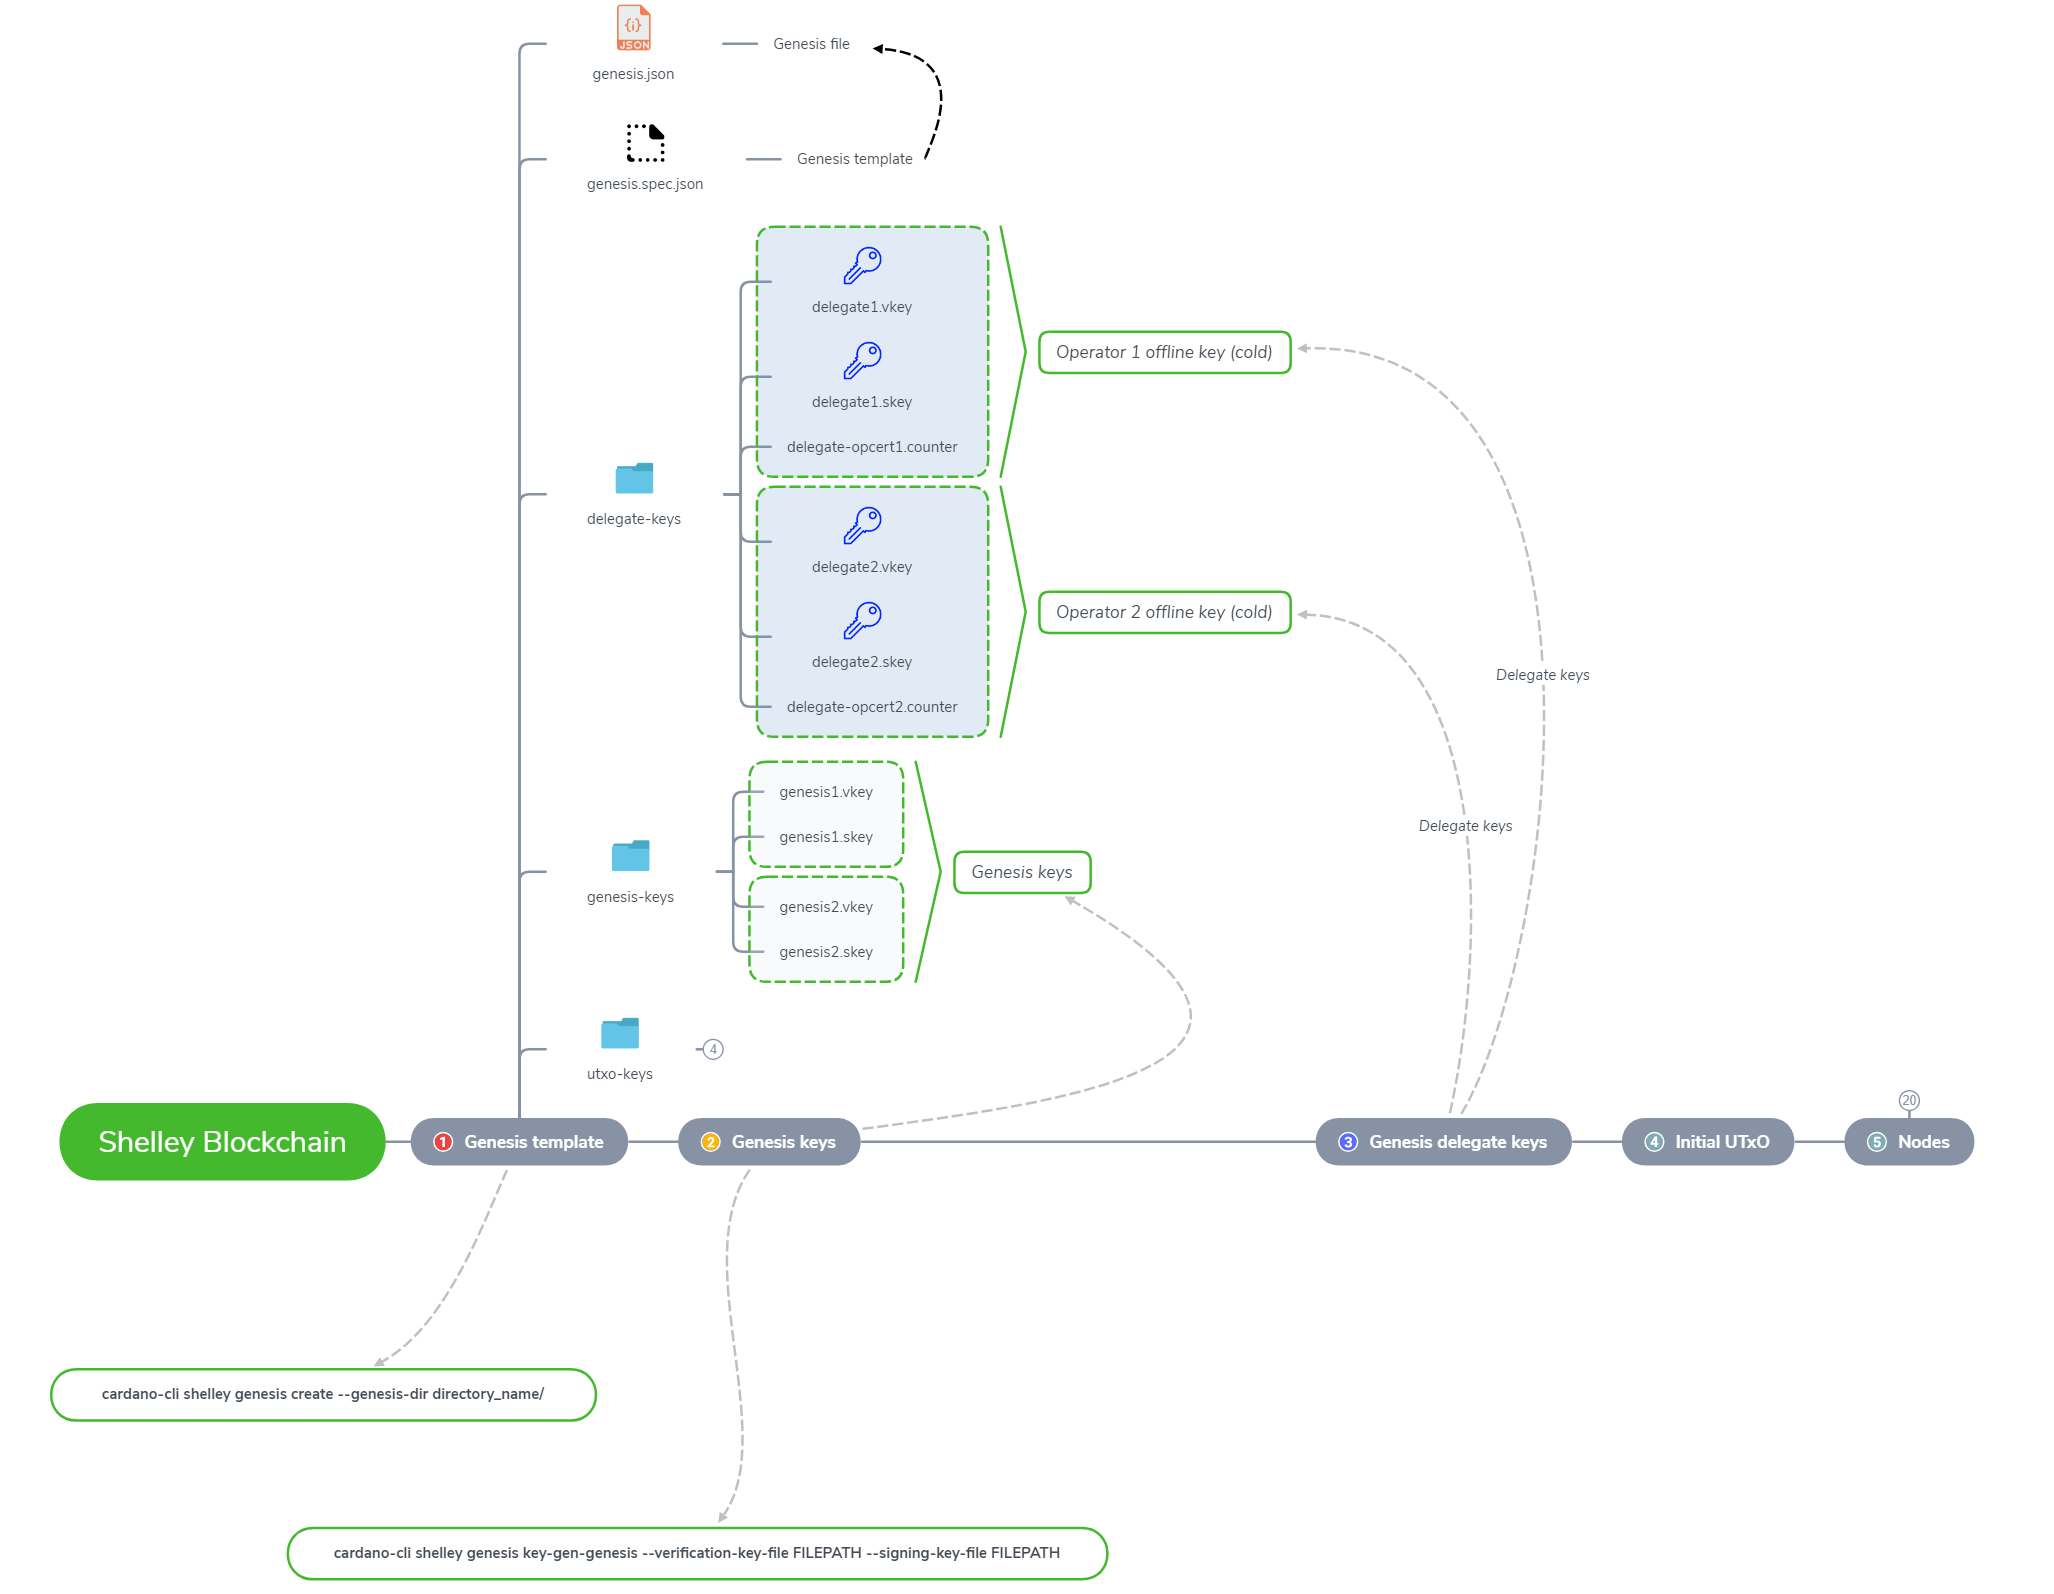 JSON
genesis.json
Genesis file
genesis.spec.json
Genesis template
delegate-keys
delegate1.vkey
delegate1.skey
delegate-opcert1.counter
Operator 1 offline key (cold)
delegate2.vkey
delegate2.skey
delegate-opcert2.counter
Operator 2 offline key (cold)
Delegate keys
Delegate keys
genesis-keys
genesis1.vkey
genesis1.skey
genesis2.vkey
genesis2.skey
Genesis keys
utxo-keys
4
Shelley Blockchain
1 Genesis template
2 Genesis keys
3 Genesis delegate keys
4 Initial UTxO
20
5 Nodes
cardano-cli shelley genesis create --genesis-dir directory_name/
cardano-cli shelley genesis key-gen-genesis --verification-key-file FILEPATH --signing-key-file FILEPATH